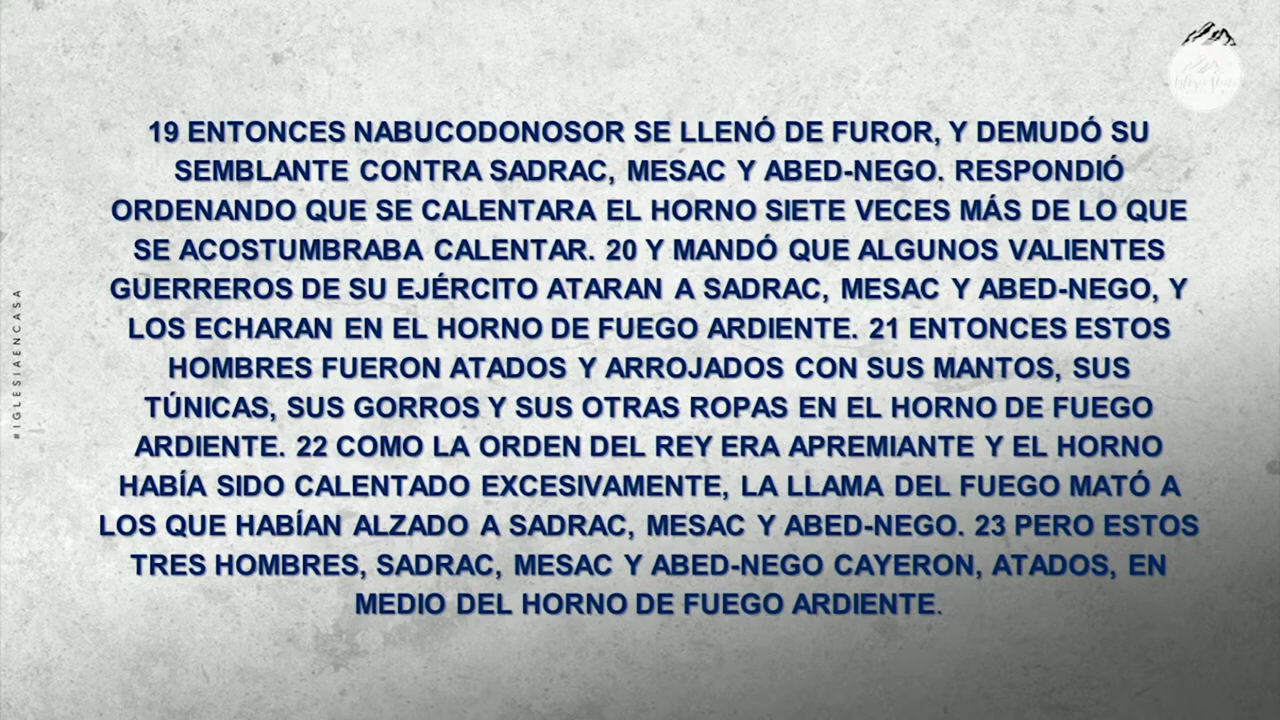 19 ENTONCES NABUCODONOSOR SE LLENÓ DE FUROR, Y DEMUDÓ SU
SEMBLANTE CONTRA SADRAC, MESAC Y ABED-NEGO. RESPONDIÓ
ORDENANDO QUE SE CALENTARA EL HORNO SIETE VECES MÁS DE LO QUE
SE ACOSTUMBRABA CALENTAR. 20 Y MANDÓ QUE ALGUNOS VALIENTES
GUERREROS DE SU EJÉRCITO ATARAN A SADRAC, MESAC Y ABED-NEGO, Y
LOS ECHARAN EN EL HORNO DE FUEGO ARDIENTE. 21 ENTONCES ESTOS
HOMBRES FUERON ATADOS Y ARROJADOS CON SUS MANTOS, SUS
TÚNICAS, SUS GORROS Y SUS OTRAS ROPAS EN EL HORNO DE FUEGO
ARDIENTE. 22 COMO LA ORDEN DEL REY ERA APREMIANTE Y EL HORNO
HABÍA SIDO CALENTADO EXCESIVAMENTE, LA LLAMA DEL FUEGO MATÓ A
LOS QUE HABÍAN ALZADO A SADRAC, MESAC Y ABED-NEGO. 23 PERO ESTOS
TRES HOMBRES, SADRAC, MESAC Y ABED-NEGO CAYERON, ATADOS, EN
MEDIO DEL HORNO DE FUEGO ARDIENTE.
#IGLESIAENCASA